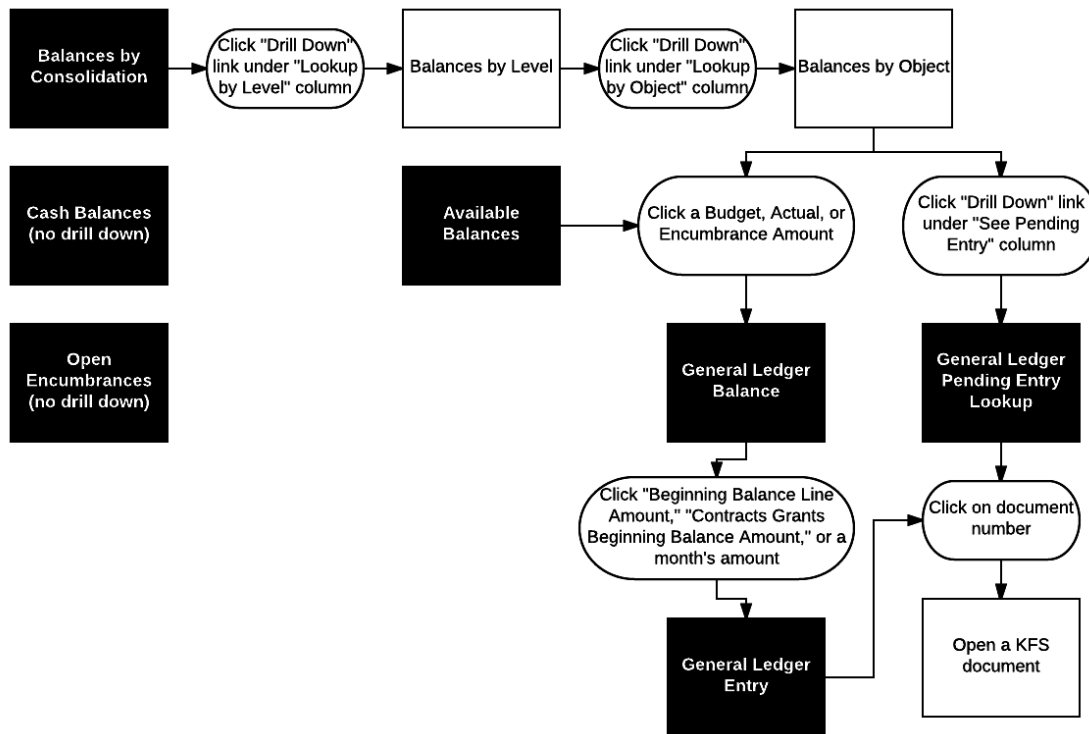 Balances by
Consolidation
Click "Drill Down"
link under "Lookup
by Level" column
Balances by Level
Click "Drill Down"
link under "Lookup
by Object" column
Balances by Object
Cash Balances
(no drill down)
Available
Balances
Click a Budget, Actual, or
Encumbrance Amount
Click "Drill Down" link
under "See Pending
Entry" column
Open
Encumbrances
(no drill down)
General Ledger
Balance
General Ledger
Pending Entry
Lookup
Click "Beginning Balance Line
Amount," "Contracts Grants
Beginning Balance Amount," or a
month's amount
Click on document
number
General Ledger
Entry
Open a KFS
document